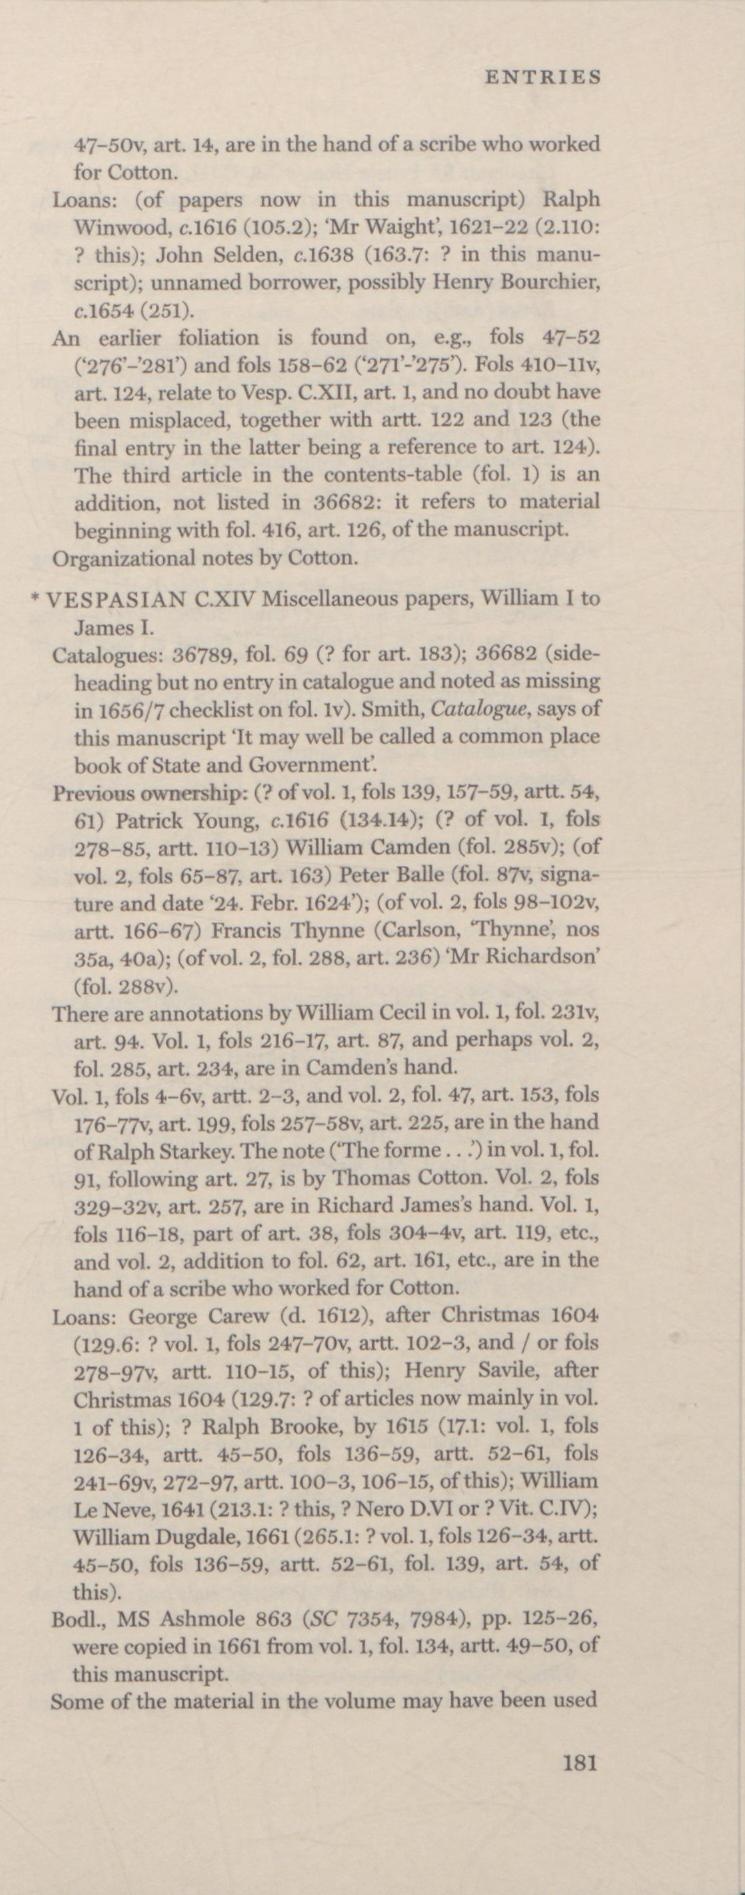 ENTRIES
47–50v, art. 14, are in the hand of a scribe who worked
for Cotton.
Loans: (of papers now in this manuscript) Ralph
Winwood, c.1616 (105.2); ‘Mr Waight’, 1621–22 (2.110:
? this); John Selden, c.1638 (163.7: ? in this manu-
script); unnamed borrower, possibly Henry Bourchier,
c.1654 (251).
An earlier foliation is found on, e.g., fols 47–52
(‘276’–’281’) and fols 158–62 (‘271’-’275’). Fols 410–11v,
art. 124, relate to Vesp. C.XII, art. 1, and no doubt have
been misplaced, together with artt. 122 and 123 (the
final entry in the latter being a reference to art. 124).
The third article in the contents-table (fol. 1) is an
addition, not listed in 36682: it refers to material
beginning with fol. 416, art. 126, of the manuscript.
Organizational notes by Cotton.
* VESPASIAN C.XIV Miscellaneous papers, William I to
James I.
Catalogues: 36789, fol. 69 (? for art. 183); 36682 (side-
heading but no entry in catalogue and noted as missing
in 1656/7 checklist on fol. 1v). Smith, Catalogue, says of
this manuscript ‘It may well be called a common place
book of State and Government’.
Previous ownership: (? of vol. 1, fols 139, 157–59, artt. 54,
61) Patrick Young, c.1616 (134.14); (? of vol. 1, fols
278–85, artt. 110–13) William Camden (fol. 285v); (of
vol. 2, fols 65–87, art. 163) Peter Balle (fol. 87v, signa-
ture and date ‘24. Febr. 1624’); (of vol. 2, fols 98–102v,
artt. 166–67) Francis Thynne (Carlson, ‘Thynne’, nos
35a, 40a); (of vol. 2, fol. 288, art. 236) ‘Mr Richardson’
(fol. 288v).
There are annotations by William Cecil in vol. 1, fol. 231v,
art. 94. Vol. 1, fols 216–17, art. 87, and perhaps vol. 2,
fol. 285, art. 234, are in Camden’s hand.
Vol. 1, fols 4–6v, artt. 2–3, and vol. 2, fol. 47, art. 153, fols
176–77v, art. 199, fols 257–58v, art. 225, are in the hand
of Ralph Starkey. The note (‘The forme . . .’) in vol. 1, fol.
91, following art. 27, is by Thomas Cotton. Vol. 2, fols
329–32v, art. 257, are in Richard James’s hand. Vol. 1,
fols 116–18, part of art. 38, fols 304–4v, art. 119, etc.,
and vol. 2, addition to fol. 62, art. 161, etc., are in the
hand of a scribe who worked for Cotton.
Loans: George Carew (d. 1612), after Christmas 1604
(129.6: ? vol. 1, fols 247–70v, artt. 102–3, and / or fols
278–97v, artt. 110–15, of this); Henry Savile, after
Christmas 1604 (129.7: ? of articles now mainly in vol.
1 of this); ? Ralph Brooke, by 1615 (17.1: vol. 1, fols
126–34, artt. 45–50, fols 136–59, artt. 52–61, fols
241–69v, 272–97, artt. 100–3, 106–15, of this); William
Le Neve, 1641 (213.1: ? this, ? Nero D.VI or ? Vit. C.IV);
William Dugdale, 1661 (265.1: ? vol. 1, fols 126–34, artt.
45–50, fols 136–59, artt. 52–61, fol. 139, art. 54, of
this).
Bodl., MS Ashmole 863 (SC 7354, 7984), pp. 125–26,
were copied in 1661 from vol. 1, fol. 134, artt. 49–50, of
this manuscript.
Some of the material in the volume may have been used
181